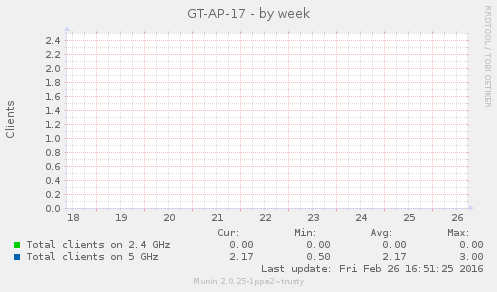 GT-AP-17 - by week
RRDTOOL / TOBI OETIKER
Clients
2.4
2.2
2.0
1.8
1.6
1.4
1.2
1.0
0.8
0.6
0.4
0.2
0.0
18 19 20 21 22 23 24 25 26
Cur: Min: Avg: Max:
Total clients on 2.4 GHz 0.00 0.00 0.00 0.00
Total clients on 5 GHz 2.17 0.50 2.17 3.00
Last update: Fri Feb 26 16:51:25 2016
Munin 2.0.25-1ppa2~trusty